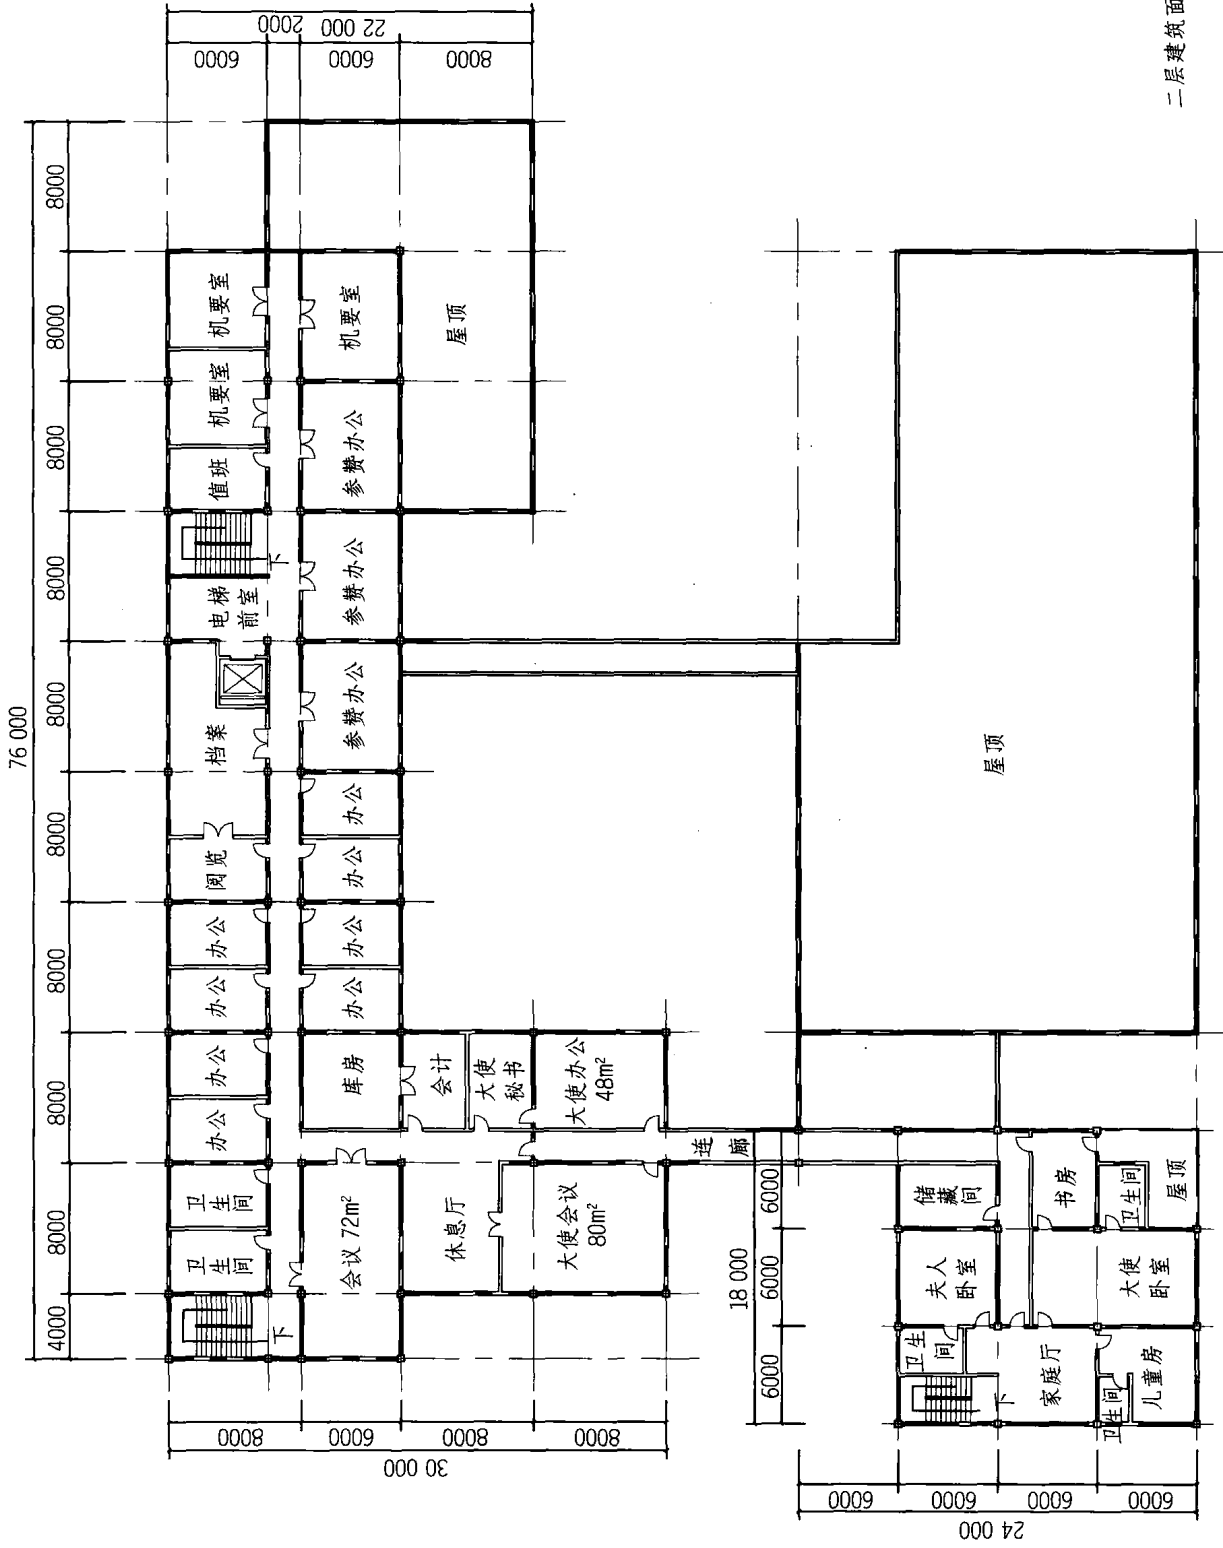 76 000
4000
8000
8000
8000
8000
8000
8000
8000
8000
8000
卫生间
卫生间
办公
办公
办公
办公
阅览
档案
电梯
前室
值班
机要室
机要室
下
下
8000
6000
8000
8000
30 000
6000
2000
6000
8000
22 000
会议 72m²
库房
办公
办公
办公
办公
参赞办公
参赞办公
参赞办公
机要室
休息厅
会计
大使
秘书
屋顶
大使会议
80m²
大使办公
48m²
连
廊
18 000
6000
6000
6000
卫生
间
夫人
卧室
储藏间
下
家庭厅
书房
屋顶
卫生间
儿童房
大使
卧室
卫生间
屋顶
6000
6000
6000
6000
24 000
二层建筑面